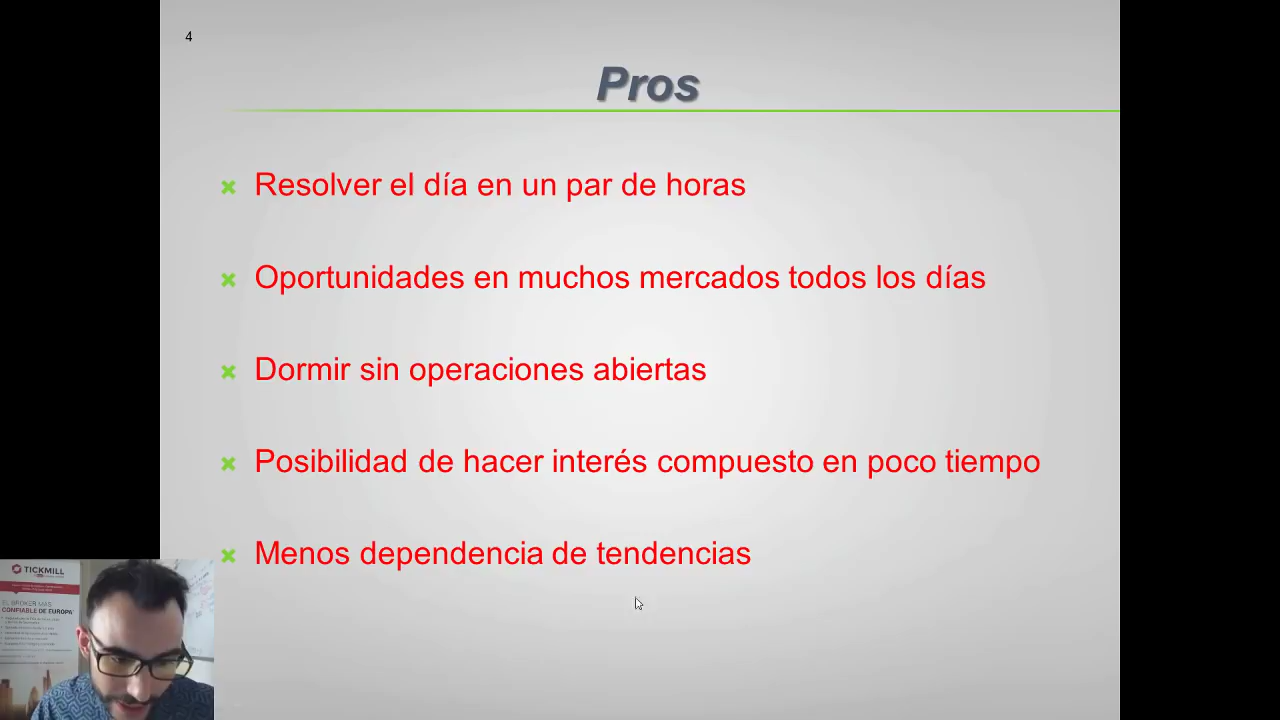 4
Pros
Resolver el día en un par de horas
Oportunidades en muchos mercados todos los días
Dormir sin operaciones abiertas
Posibilidad de hacer interés compuesto en poco tiempo
Menos dependencia de tendencias
TICKMILL
EL BROKER MÁS
CONFIABLE DE EUROPA